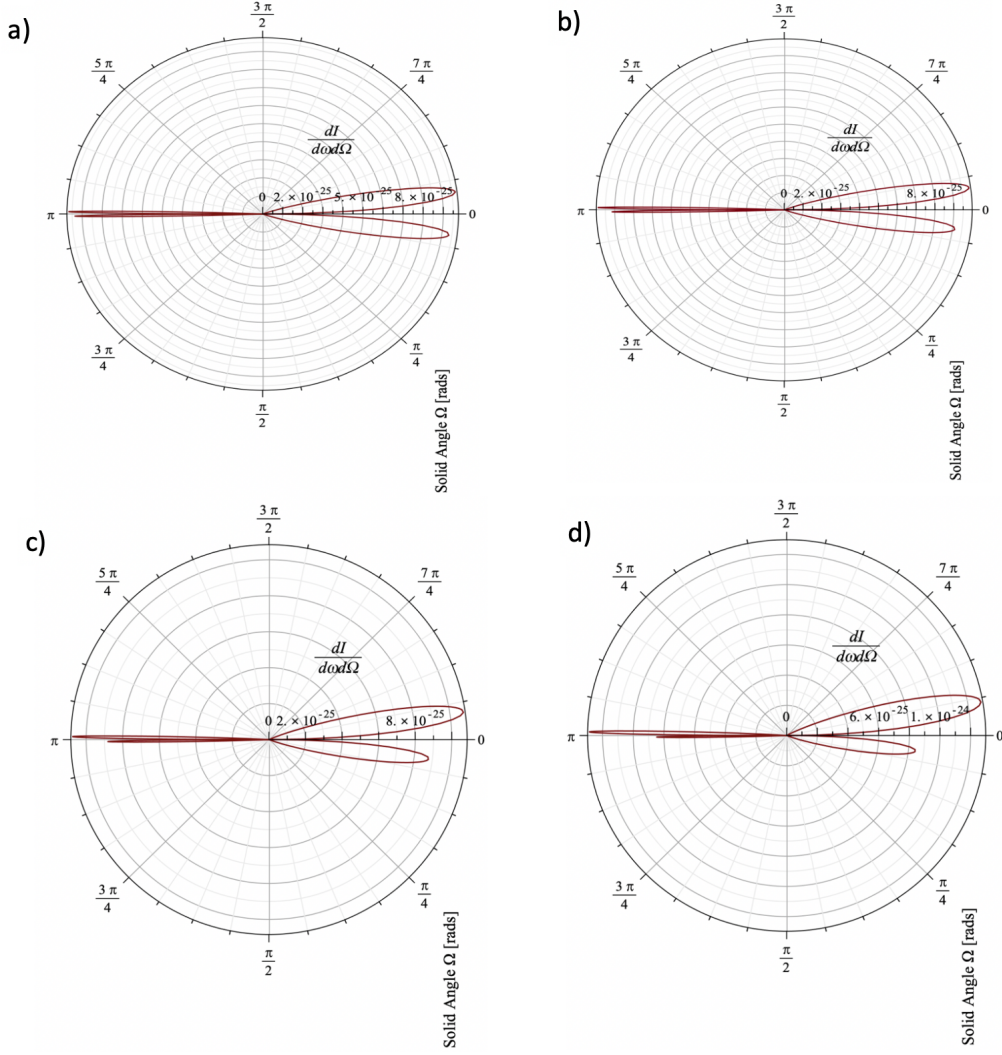 a)
3 π
2
5 π
4
7 π
4
dI
dωdΩ
0 2. × 10⁻²⁵ 5. × 10⁻²⁵ 8. × 10⁻²⁵
π
0
3 π
4
π
4
π
2
Solid Angle Ω [rads]
b)
3 π
2
5 π
4
7 π
4
dI
dωdΩ
0 2. × 10⁻²⁵ 8. × 10⁻²⁵
π
0
3 π
4
π
4
π
2
Solid Angle Ω [rads]
c)
3 π
2
5 π
4
7 π
4
dI
dωdΩ
0 2. × 10⁻²⁵ 8. × 10⁻²⁵
π
0
3 π
4
π
4
π
2
Solid Angle Ω [rads]
d)
3 π
2
5 π
4
7 π
4
dI
dωdΩ
0 6. × 10⁻²⁵ 1. × 10⁻²⁴
π
0
3 π
4
π
4
π
2
Solid Angle Ω [rads]